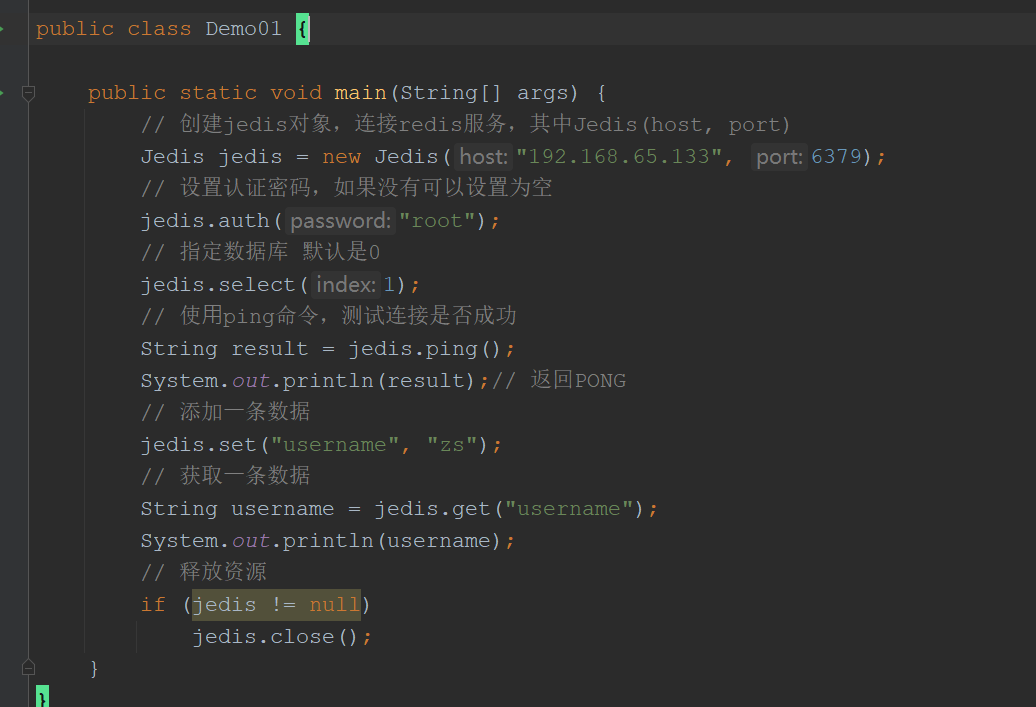 public class Demo01 {
public static void main(String[] args) {
// 创建jedis对象，连接redis服务，其中Jedis(host, port)
Jedis jedis = new Jedis( host: "192.168.65.133", port: 6379);
// 设置认证密码，如果没有可以设置为空
jedis.auth( password: "root");
// 指定数据库 默认是0
jedis.select( index: 1);
// 使用ping命令，测试连接是否成功
String result = jedis.ping();
System.out.println(result);// 返回PONG
// 添加一条数据
jedis.set("username", "zs");
// 获取一条数据
String username = jedis.get("username");
System.out.println(username);
// 释放资源
if (jedis != null)
jedis.close();
}
}